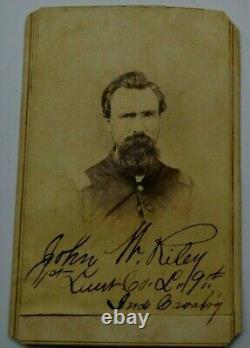 John W. Riley
1st Lieut Co. L. 9th
Ind Cavalry